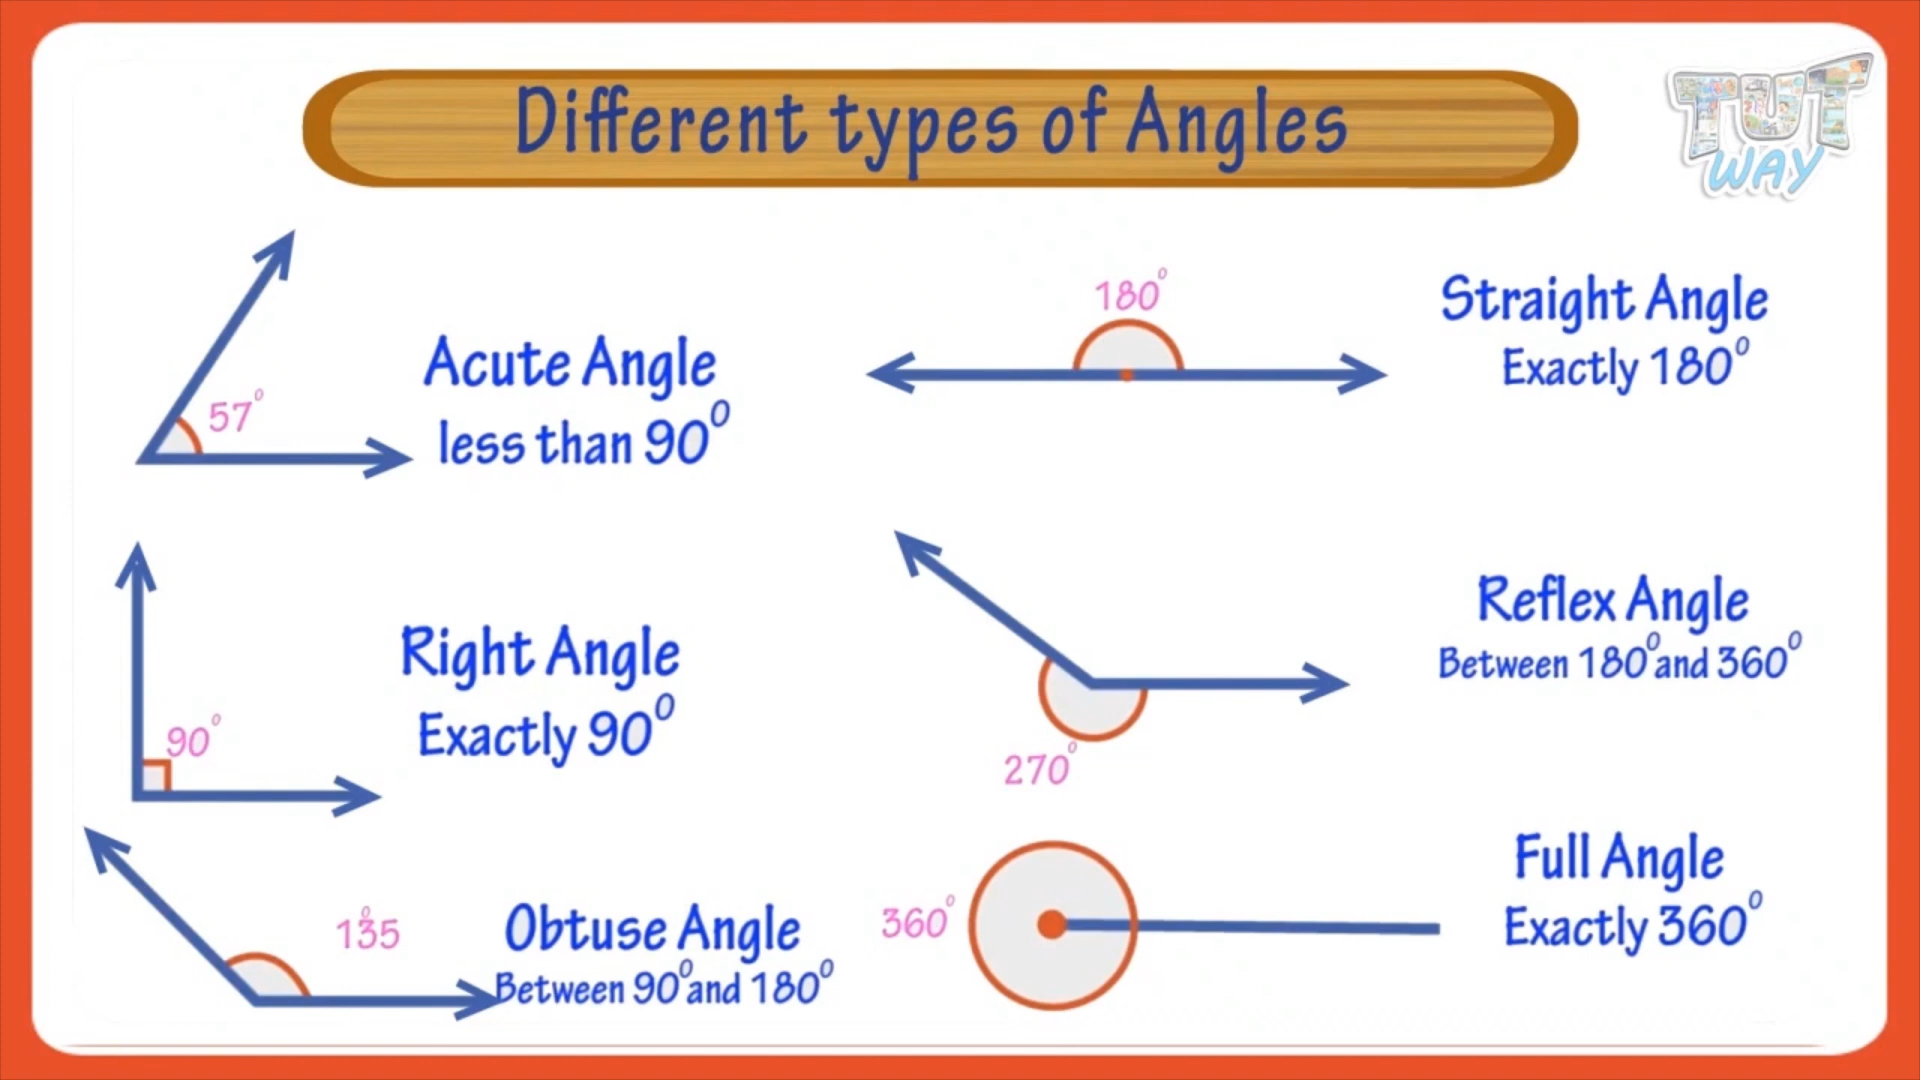 Different types of Angles
TUT
WAY
57°
Acute Angle
less than 90°
180°
Straight Angle
Exactly 180°
90°
Right Angle
Exactly 90°
270°
Reflex Angle
Between 180° and 360°
135°
Obtuse Angle
Between 90° and 180°
360°
Full Angle
Exactly 360°